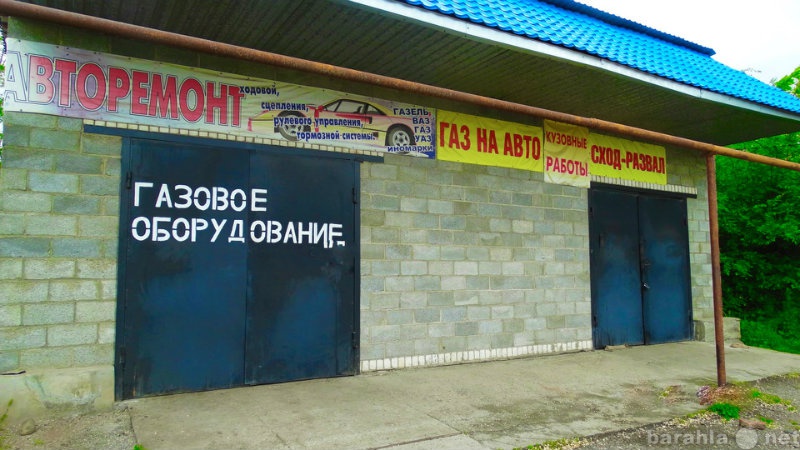 АВТОРЕМОНТ
ходовой,
сцепления,
рулевого управления,
тормозной системы.
ГАЗЕЛЬ
ВАЗ
ГАЗ
УАЗ
иномарки
ГАЗ НА АВТО
КУЗОВНЫЕ
РАБОТЫ
СХОД-РАЗВАЛ
ГАЗОВОЕ
ОБОРУДОВАНИЕ
barahla.net